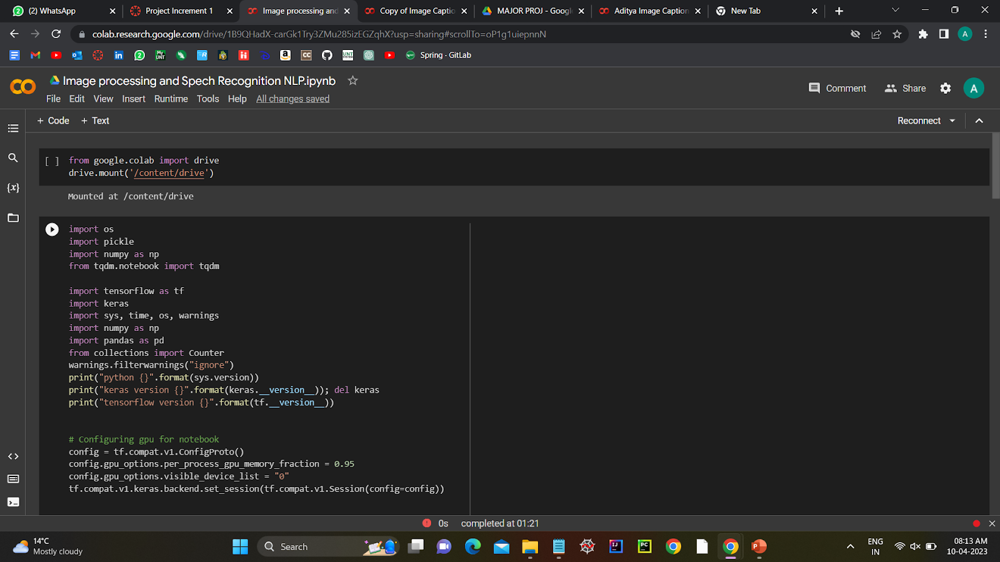 (2) WhatsApp
Project Increment 1
Image processing and
Copy of Image Captio
MAJOR PROJ - Google
Aditya Image Caption
New Tab
colab.research.google.com/drive/1B9QHadX-carGk1Try3ZMu285izEGZqhX?usp=sharing#scrollTo=oP1g1uiepnnN
A
Spring · GitLab
Image processing and Spech Recognition NLP.ipynb
Comment
Share
A
File Edit View Insert Runtime Tools Help All changes saved
+ Code + Text
Reconnect
[ ] from google.colab import drive
drive.mount('/content/drive')
Mounted at /content/drive
{x}
import os
import pickle
import numpy as np
from tqdm.notebook import tqdm
import tensorflow as tf
import keras
import sys, time, os, warnings
import numpy as np
import pandas as pd
from collections import Counter
warnings.filterwarnings("ignore")
print("python {}".format(sys.version))
print("keras version {}".format(keras.__version__)); del keras
print("tensorflow version {}".format(tf.__version__))
# Configuring gpu for notebook
config = tf.compat.v1.ConfigProto()
config.gpu_options.per_process_gpu_memory_fraction = 0.95
config.gpu_options.visible_device_list = "0"
tf.compat.v1.keras.backend.set_session(tf.compat.v1.Session(config=config))
0s completed at 01:21
14°C
Mostly cloudy
Search
ENG
IN
08:13 AM
10-04-2023